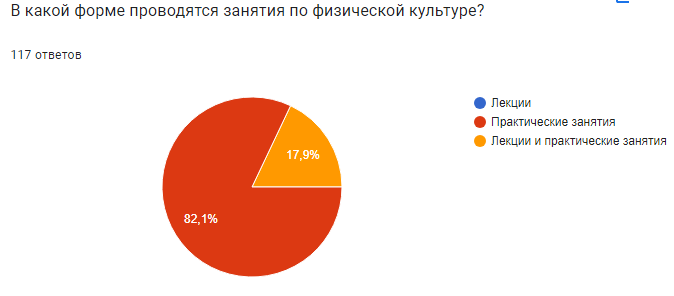 В какой форме проводятся занятия по физической культуре?
117 ответов
Лекции
Практические занятия
Лекции и практические занятия
17,9%
82,1%